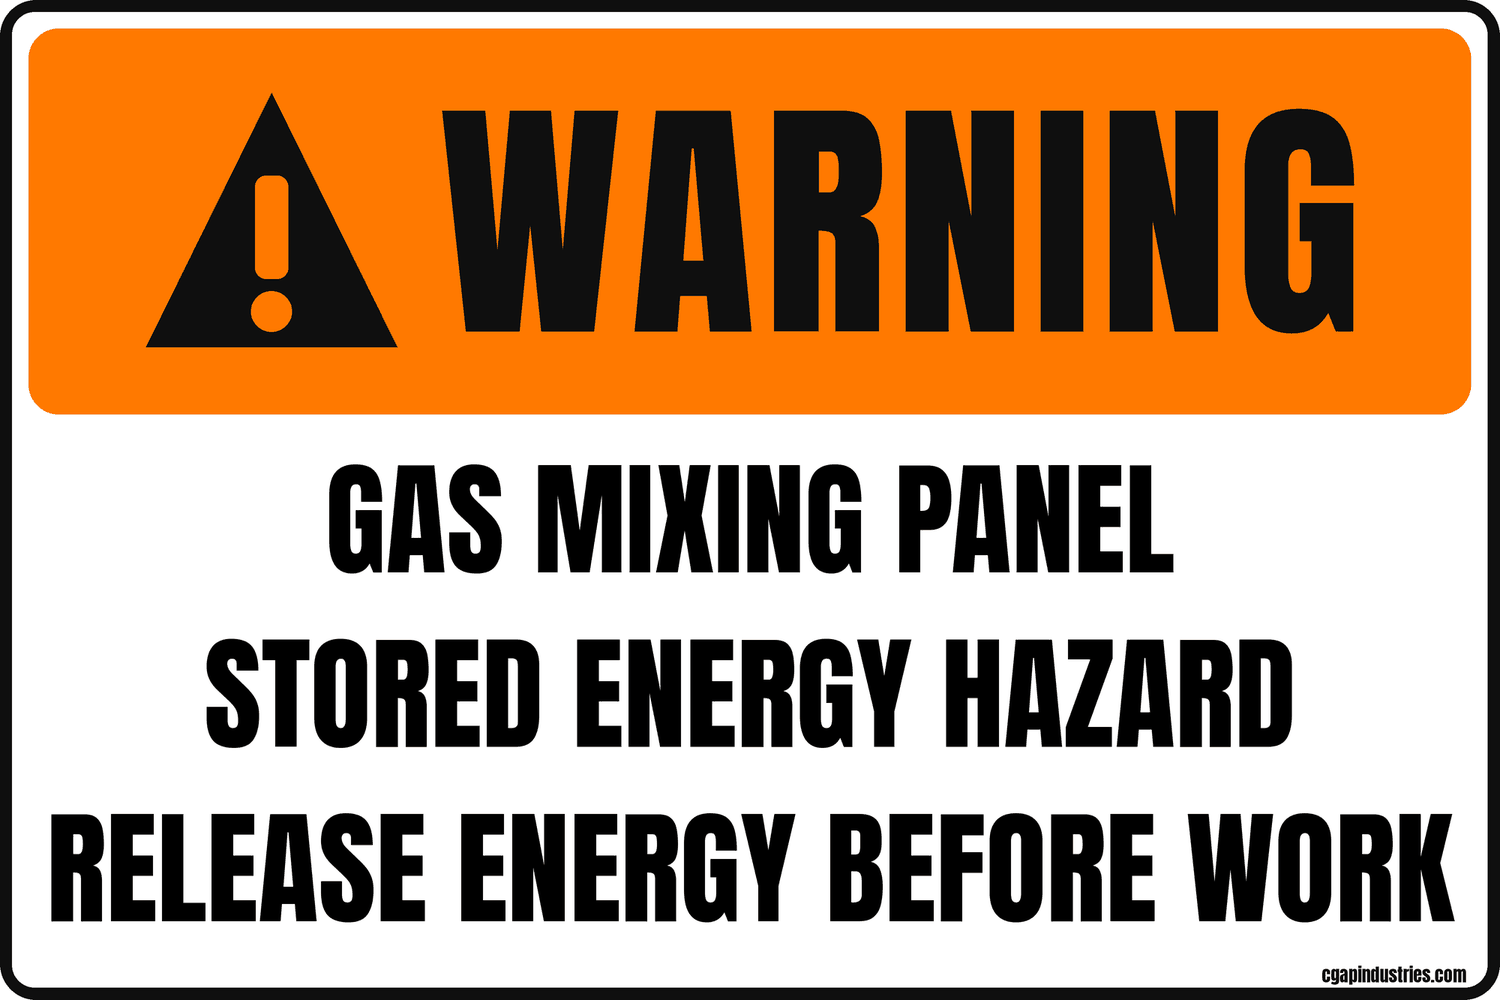 WARNING
GAS MIXING PANEL
STORED ENERGY HAZARD
RELEASE ENERGY BEFORE WORK
cgapindustries.com